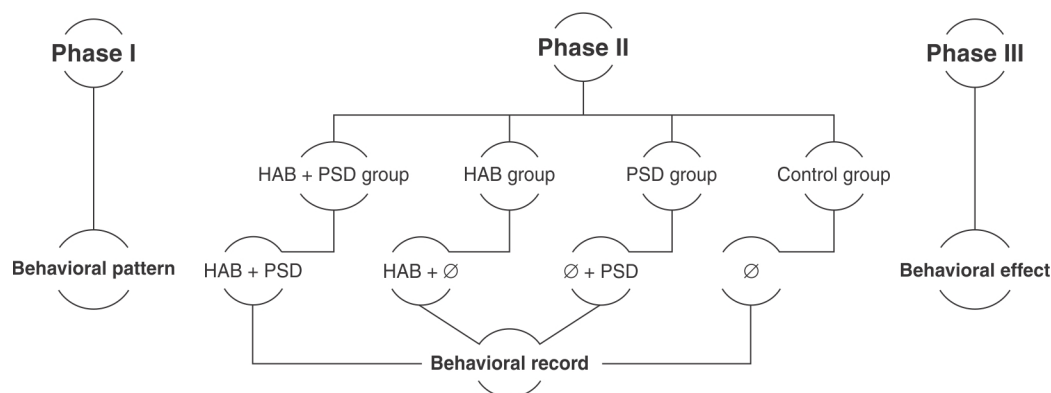 Phase I
Phase II
Phase III
HAB + PSD group
HAB group
PSD group
Control group
Behavioral pattern
HAB + PSD
HAB + ∅
∅ + PSD
∅
Behavioral effect
Behavioral record